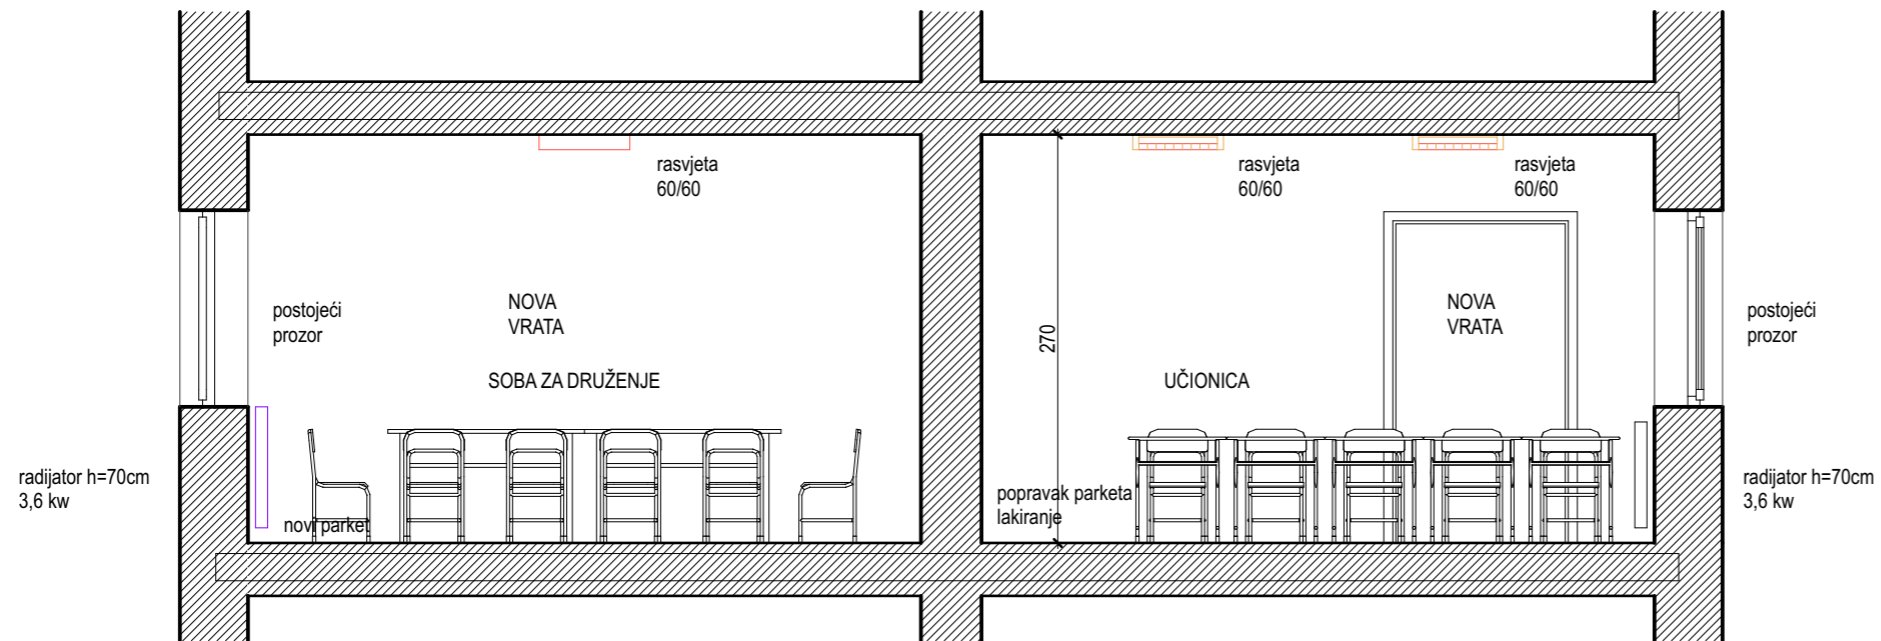 rasvjeta
60/60
rasvjeta
60/60
rasvjeta
60/60
postojeći
prozor
NOVA
VRATA
SOBA ZA DRUŽENJE
270
UČIONICA
NOVA
VRATA
postojeći
prozor
radijator h=70cm
3,6 kw
novi parket
popravak parketa
lakiranje
radijator h=70cm
3,6 kw